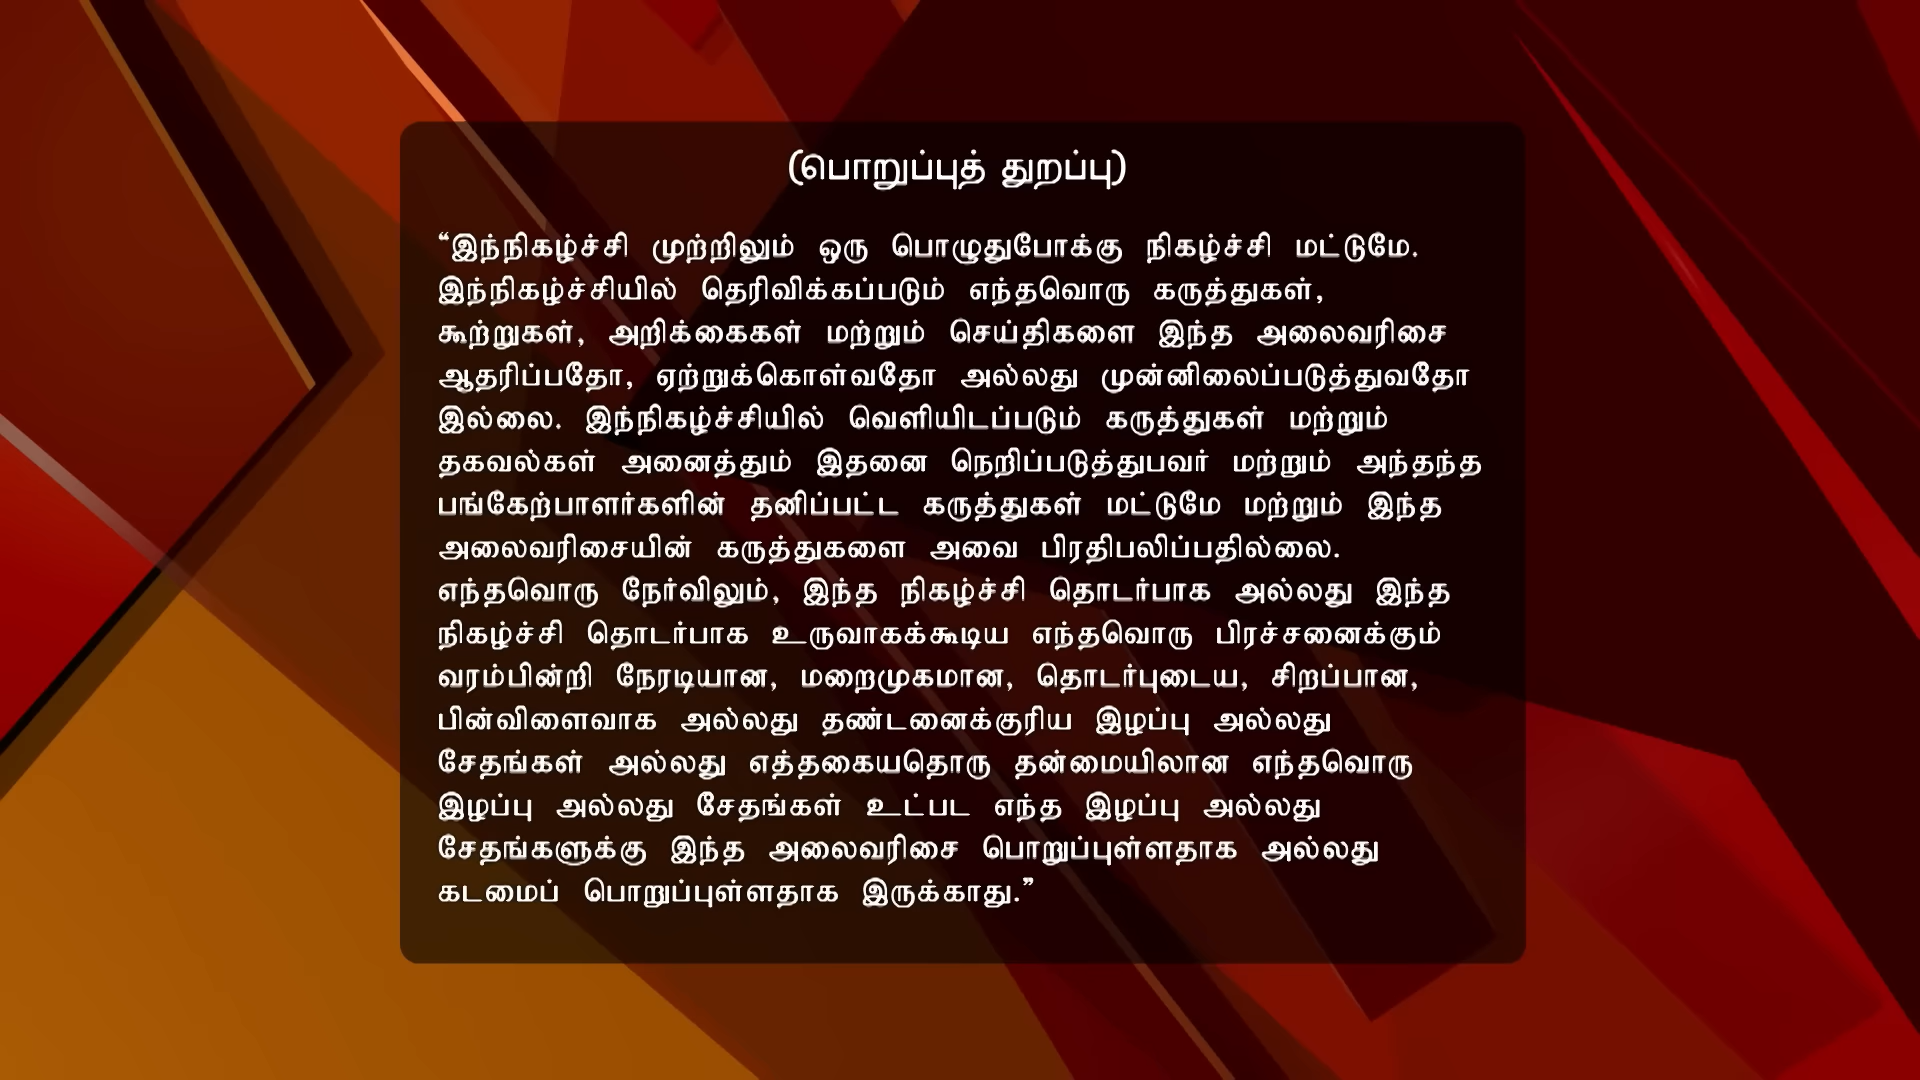 (பொறுப்புத் துறப்பு)
“இந்நிகழ்ச்சி முற்றிலும் ஒரு பொழுதுபோக்கு நிகழ்ச்சி மட்டுமே.
இந்நிகழ்ச்சியில் தெரிவிக்கப்படும் எந்தவொரு கருத்துகள்,
கூற்றுகள், அறிக்கைகள் மற்றும் செய்திகளை இந்த அலைவரிசை
ஆதரிப்பதோ, ஏற்றுக்கொள்வதோ அல்லது முன்னிலைப்படுத்துவதோ
இல்லை. இந்நிகழ்ச்சியில் வெளியிடப்படும் கருத்துகள் மற்றும்
தகவல்கள் அனைத்தும் இதனை நெறிப்படுத்துபவர் மற்றும் அந்தந்த
பங்கேற்பாளர்களின் தனிப்பட்ட கருத்துகள் மட்டுமே மற்றும் இந்த
அலைவரிசையின் கருத்துகளை அவை பிரதிபலிப்பதில்லை.
எந்தவொரு நேர்விலும், இந்த நிகழ்ச்சி தொடர்பாக அல்லது இந்த
நிகழ்ச்சி தொடர்பாக உருவாகக்கூடிய எந்தவொரு பிரச்சனைக்கும்
வரம்பின்றி நேரடியான, மறைமுகமான, தொடர்புடைய, சிறப்பான,
பின்விளைவாக அல்லது தண்டனைக்குரிய இழப்பு அல்லது
சேதங்கள் அல்லது எத்தகையதொரு தன்மையிலான எந்தவொரு
இழப்பு அல்லது சேதங்கள் உட்பட எந்த இழப்பு அல்லது
சேதங்களுக்கு இந்த அலைவரிசை பொறுப்புள்ளதாக அல்லது
கடமைப் பொறுப்புள்ளதாக இருக்காது.”